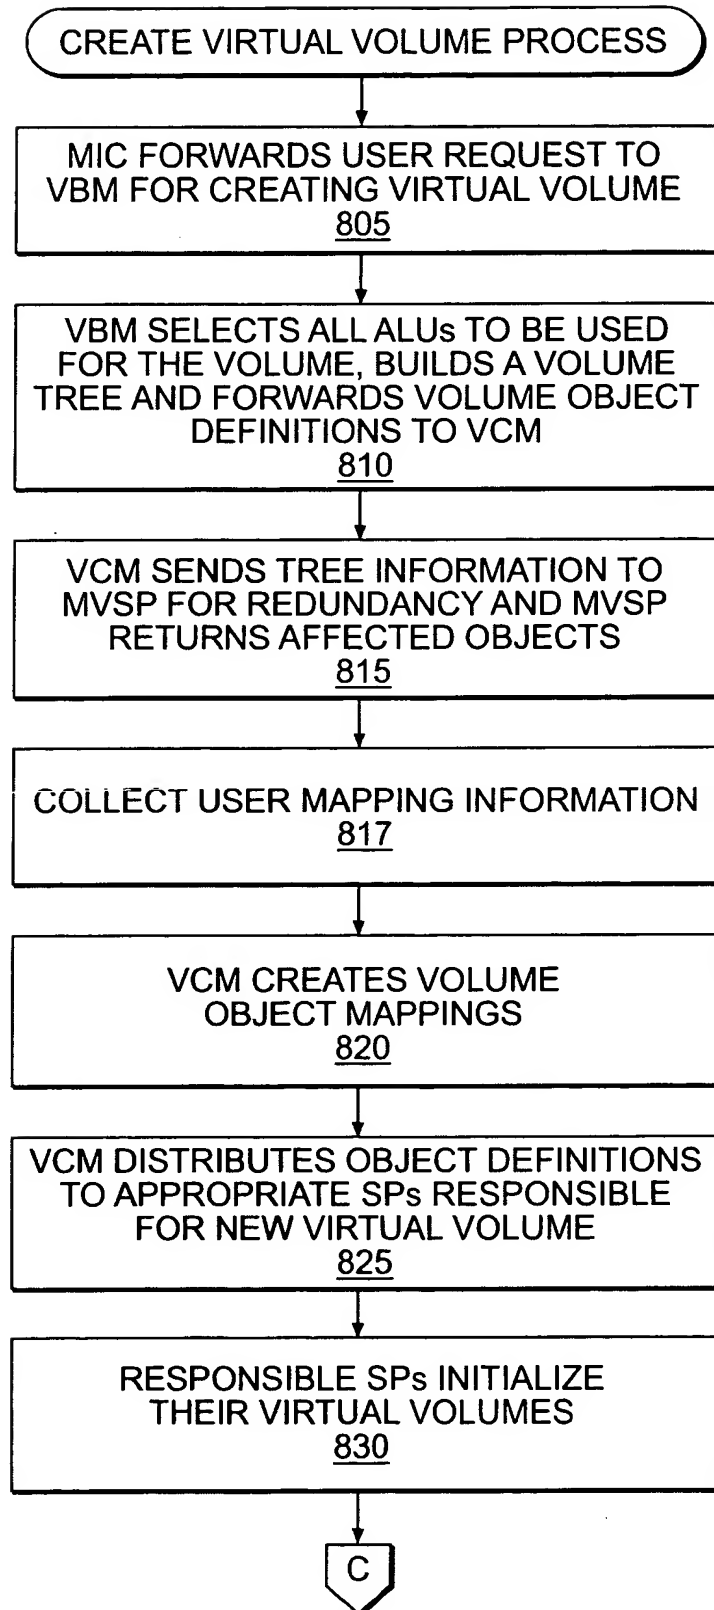 CREATE VIRTUAL VOLUME PROCESS
MIC FORWARDS USER REQUEST TO
VBM FOR CREATING VIRTUAL VOLUME
805
VBM SELECTS ALL ALUs TO BE USED
FOR THE VOLUME, BUILDS A VOLUME
TREE AND FORWARDS VOLUME OBJECT
DEFINITIONS TO VCM
810
VCM SENDS TREE INFORMATION TO
MVSP FOR REDUNDANCY AND MVSP
RETURNS AFFECTED OBJECTS
815
COLLECT USER MAPPING INFORMATION
817
VCM CREATES VOLUME
OBJECT MAPPINGS
820
VCM DISTRIBUTES OBJECT DEFINITIONS
TO APPROPRIATE SPs RESPONSIBLE
FOR NEW VIRTUAL VOLUME
825
RESPONSIBLE SPs INITIALIZE
THEIR VIRTUAL VOLUMES
830
C